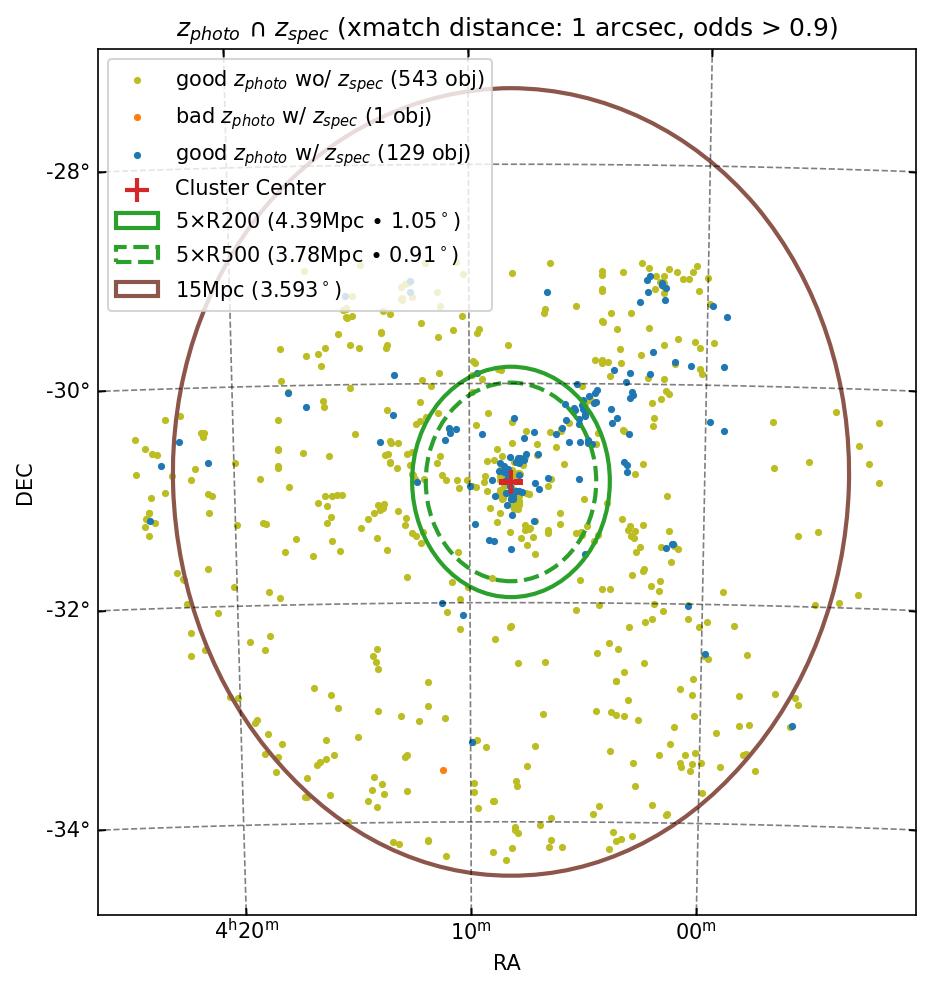 z_photo ∩ z_spec (xmatch distance: 1 arcsec, odds > 0.9)
good z_photo wo/ z_spec (543 obj)
bad z_photo w/ z_spec (1 obj)
good z_photo w/ z_spec (129 obj)
Cluster Center
5×R200 (4.39Mpc • 1.05°)
5×R500 (3.78Mpc • 0.91°)
15Mpc (3.593°)
-28°
-30°
-32°
-34°
DEC
4h20m 10m 00m
RA